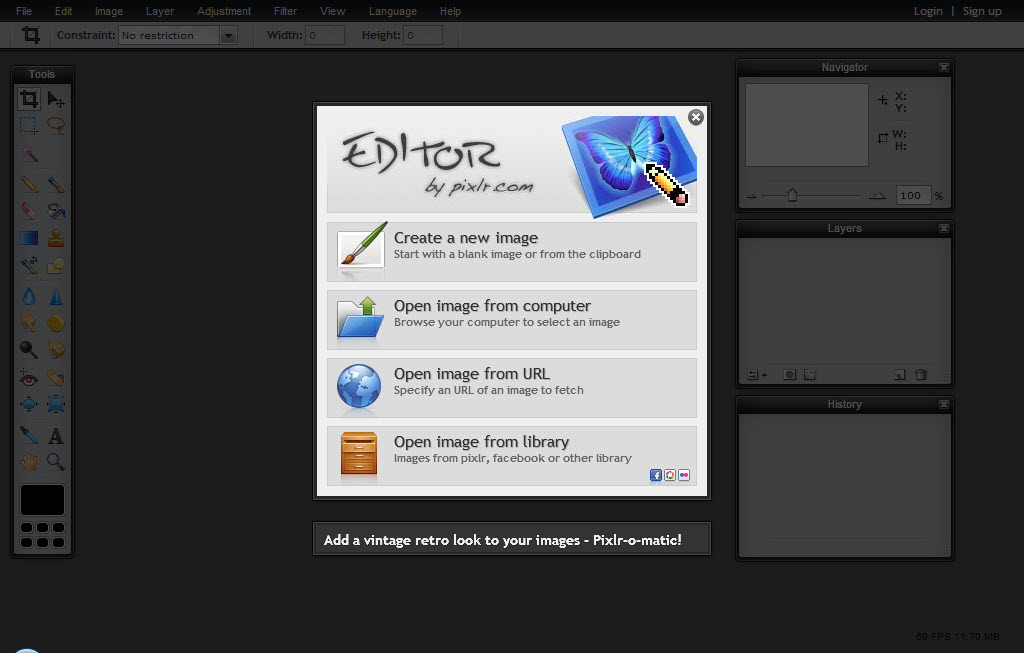 File Edit Image Layer Adjustment Filter View Language Help Login | Sign up
Constraint: No restriction Width: 0 Height: 0
Tools
Navigator
X:
Y:
W:
H:
100 %
EDITOR
by pixlr.com
Create a new image
Start with a blank image or from the clipboard
Open image from computer
Browse your computer to select an image
Open image from URL
Specify an URL of an image to fetch
Open image from library
Images from pixlr, facebook or other library
Layers
History
Add a vintage retro look to your images - Pixlr-o-matic!
60 FPS 11.70 MB